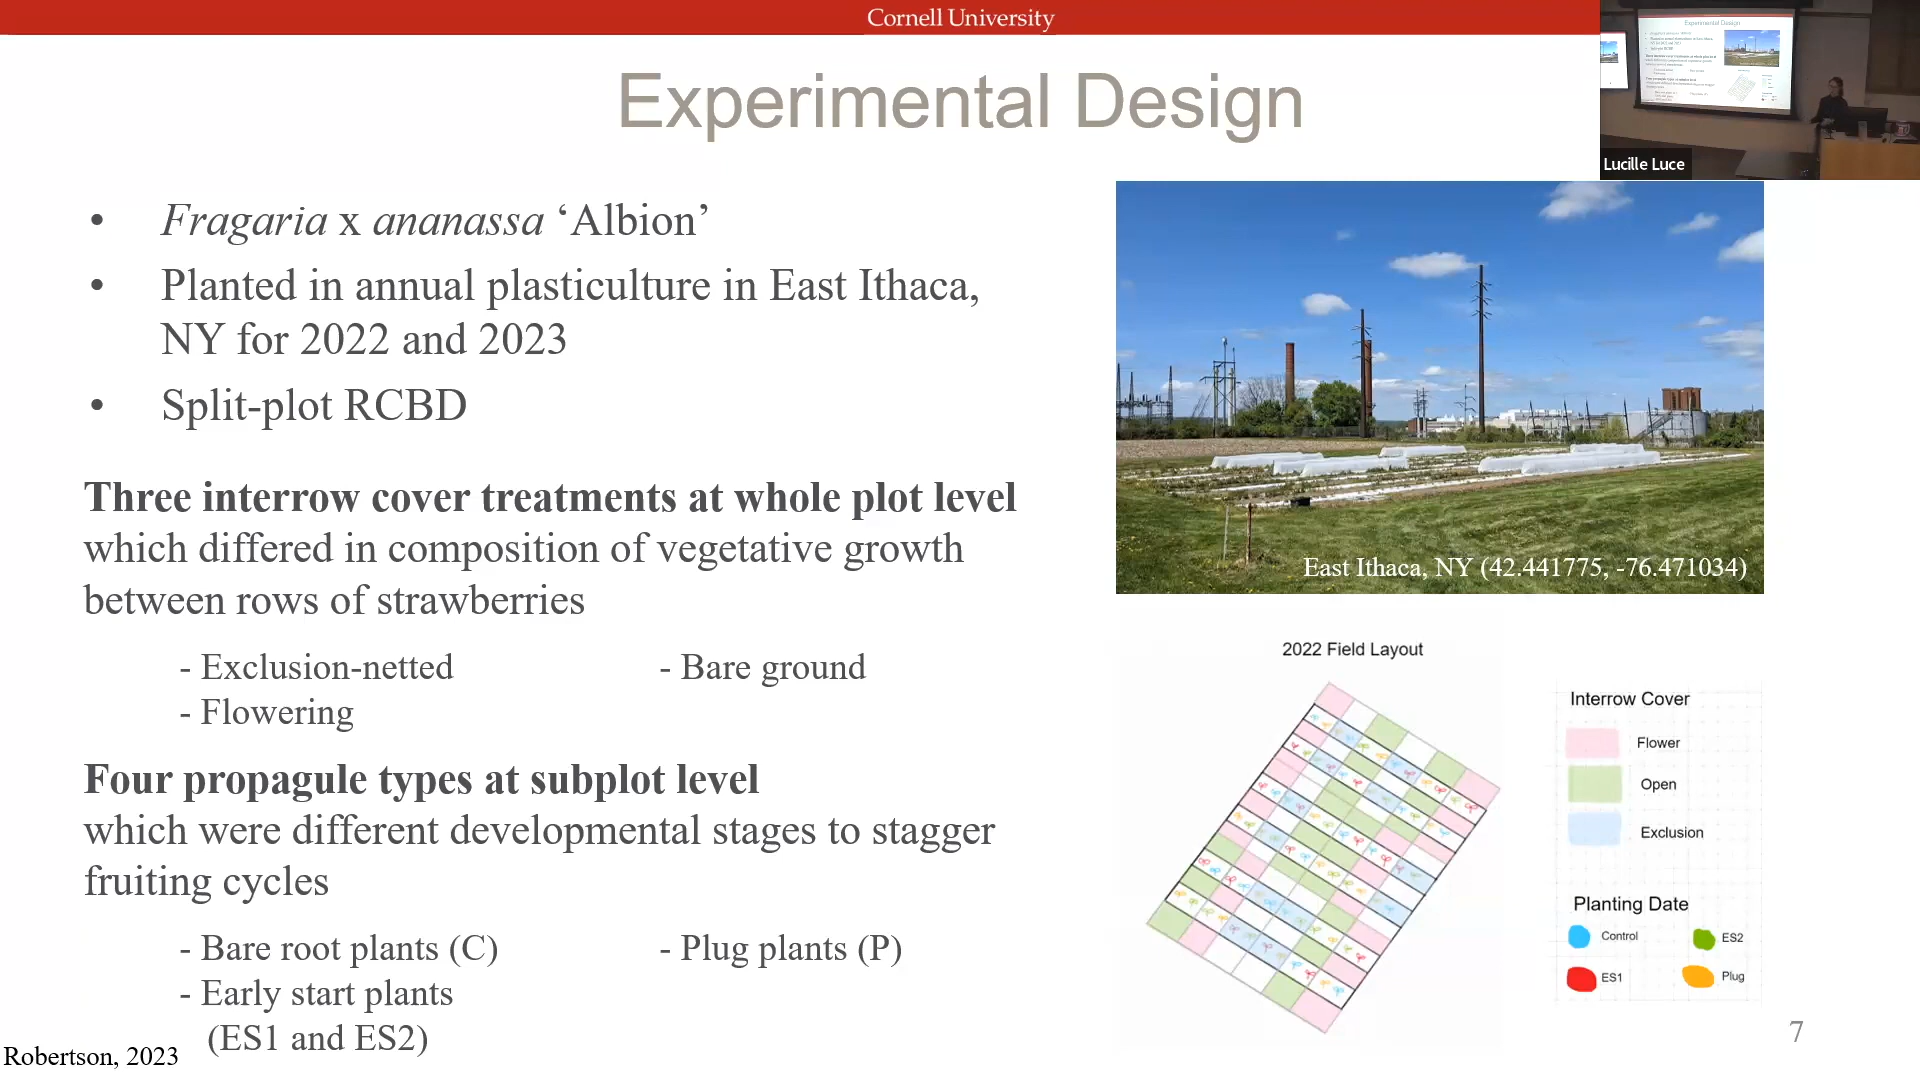 Cornell University
Experimental Design
Lucille Luce
• Fragaria x ananassa ‘Albion’
• Planted in annual plasticulture in East Ithaca,
NY for 2022 and 2023
• Split-plot RCBD
Three interrow cover treatments at whole plot level
which differed in composition of vegetative growth
between rows of strawberries
- Exclusion-netted
- Bare ground
- Flowering
Four propagule types at subplot level
which were different developmental stages to stagger
fruiting cycles
- Bare root plants (C)
- Plug plants (P)
- Early start plants
(ES1 and ES2)
Robertson, 2023
East Ithaca, NY (42.441775, -76.471034)
2022 Field Layout
Interrow Cover
Flower
Open
Exclusion
Planting Date
Control
ES2
ES1
Plug
7